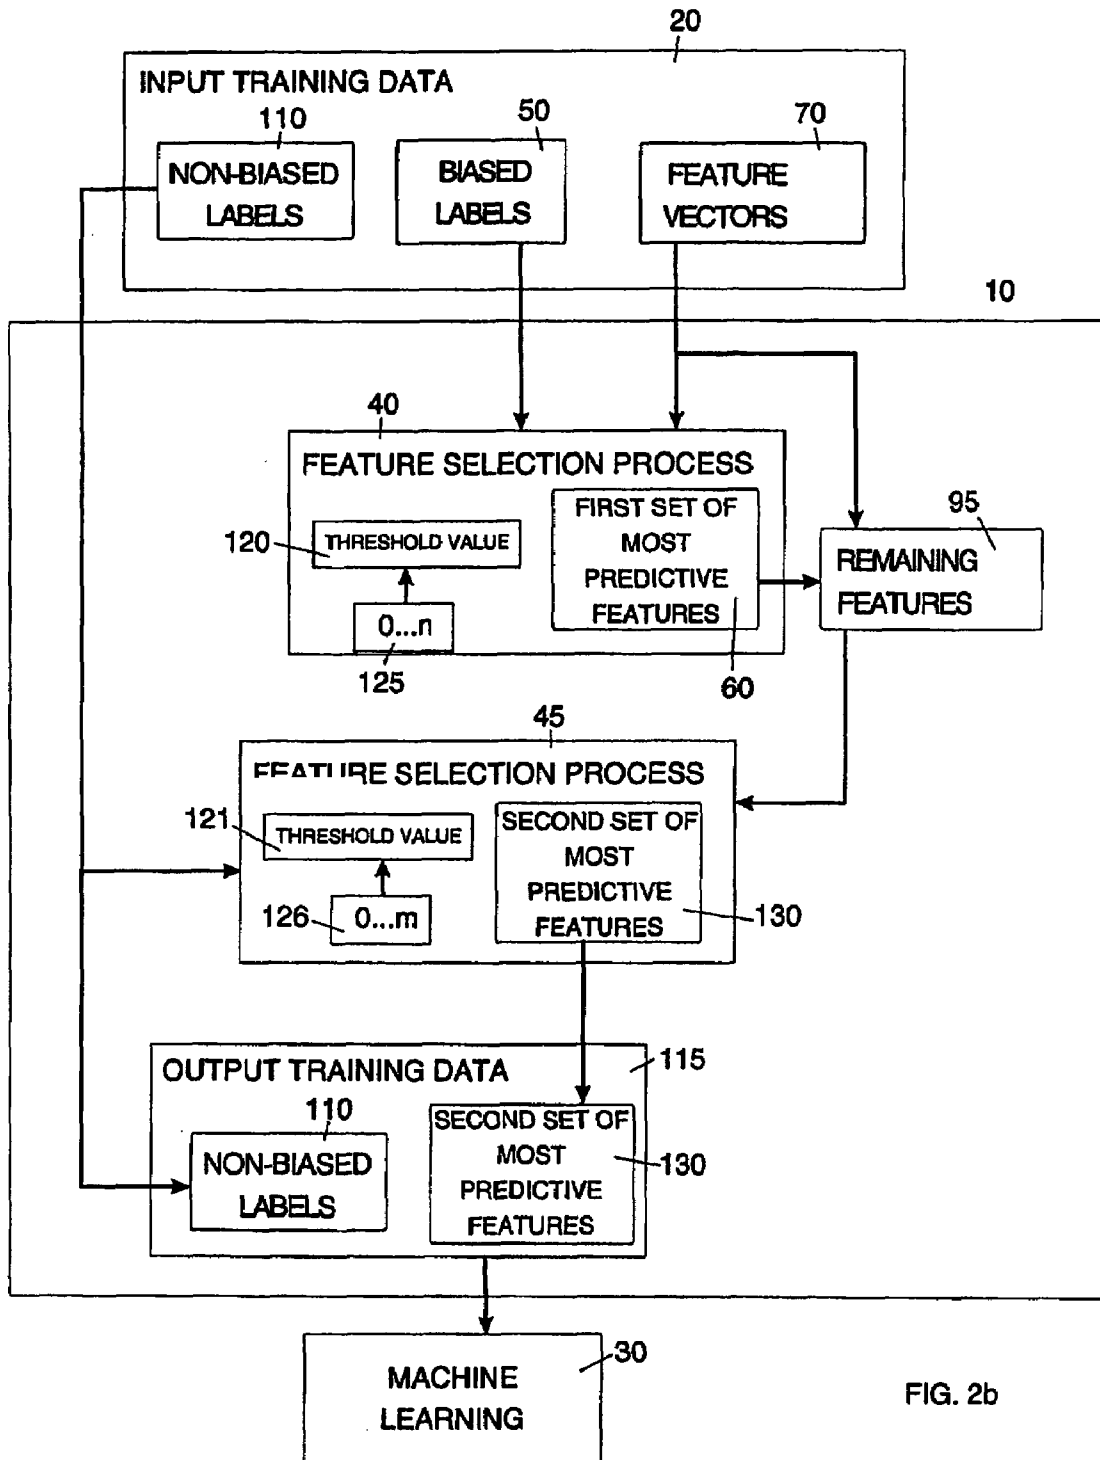 20
INPUT TRAINING DATA
110
50
70
NON-BIASED
LABELS
BIASED
LABELS
FEATURE
VECTORS
10
40
FEATURE SELECTION PROCESS
120
THRESHOLD VALUE
0...n
125
FIRST SET OF
MOST
PREDICTIVE
FEATURES
60
95
REMAINING
FEATURES
45
FEATURE SELECTION PROCESS
121
THRESHOLD VALUE
126
0...m
SECOND SET OF
MOST
PREDICTIVE
FEATURES
130
OUTPUT TRAINING DATA
115
110
NON-BIASED
LABELS
SECOND SET OF
MOST
PREDICTIVE
FEATURES
130
MACHINE
LEARNING
30
FIG. 2b